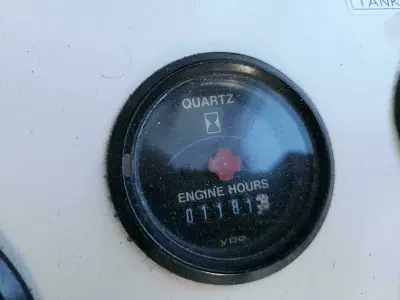 TANK
QUARTZ
ENGINE HOURS
01181
VDO